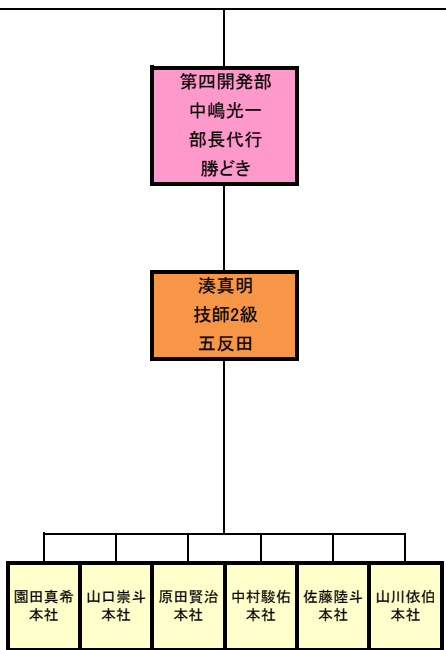 第四開発部
中嶋光一
部長代行
勝どき
湊真明
技師2級
五反田
園田真希
本社
山口崇斗
本社
原田賢治
本社
中村駿佑
本社
佐藤陸斗
本社
山川依伯
本社